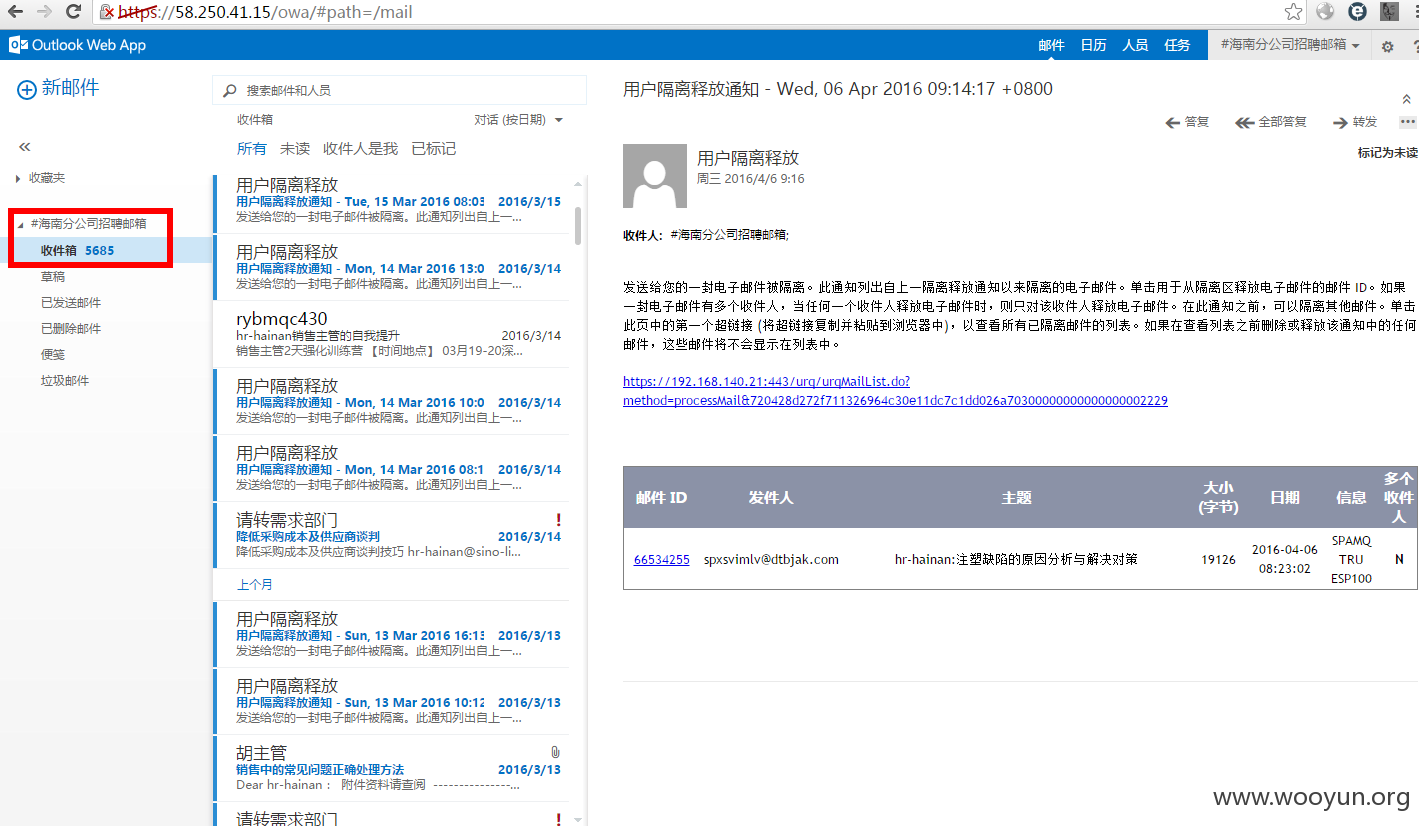 https://58.250.41.15/owa/#path=/mail
Outlook Web App
邮件 日历 人员 任务 #海南分公司招聘邮箱
新邮件
搜索邮件和人员
收件箱 对话 (按日期)
所有 未读 收件人是我 已标记
«
收藏夹
#海南分公司招聘邮箱
收件箱 5685
草稿
已发送邮件
已删除邮件
便笺
垃圾邮件
用户隔离释放
用户隔离释放通知 - Tue, 15 Mar 2016 08:03 2016/3/15
发送给您的一封电子邮件被隔离。此通知列出自上一...
用户隔离释放
用户隔离释放通知 - Mon, 14 Mar 2016 13:0 2016/3/14
发送给您的一封电子邮件被隔离。此通知列出自上一...
rybmqc430
hr-hainan销售主管的自我提升 2016/3/14
销售主管2天强化训练营 【时间地点】 03月19-20深...
用户隔离释放
用户隔离释放通知 - Mon, 14 Mar 2016 10:0 2016/3/14
发送给您的一封电子邮件被隔离。此通知列出自上一...
用户隔离释放
用户隔离释放通知 - Mon, 14 Mar 2016 08:1 2016/3/14
发送给您的一封电子邮件被隔离。此通知列出自上一...
请转需求部门 !
降低采购成本及供应商谈判 2016/3/14
降低采购成本及供应商谈判技巧 hr-hainan@sino-li...
上个月
用户隔离释放
用户隔离释放通知 - Sun, 13 Mar 2016 16:13 2016/3/13
发送给您的一封电子邮件被隔离。此通知列出自上一...
用户隔离释放
用户隔离释放通知 - Sun, 13 Mar 2016 10:12 2016/3/13
发送给您的一封电子邮件被隔离。此通知列出自上一...
胡主管
销售中的常见问题正确处理方法 2016/3/13
Dear hr-hainan： 附件资料请查阅 ---------------...
请转需求部门 !
用户隔离释放通知 - Wed, 06 Apr 2016 09:14:17 +0800
答复 全部答复 转发 •••
标记为未读
用户隔离释放
周三 2016/4/6 9:16
收件人: #海南分公司招聘邮箱;
发送给您的一封电子邮件被隔离。此通知列出自上一隔离释放通知以来隔离的电子邮件。单击用于从隔离区释放电子邮件的邮件 ID。如果
一封电子邮件有多个收件人，当任何一个收件人释放电子邮件时，则只对该收件人释放电子邮件。在此通知之前，可以隔离其他邮件。单击
此页中的第一个超链接 (将超链接复制并粘贴到浏览器中)，以查看所有已隔离邮件的列表。如果在查看列表之前删除或释放该通知中的任何
邮件，这些邮件将不会显示在列表中。
https://192.168.140.21:443/urq/urqMailList.do?
method=processMail&720428d272f711326964c30e11dc7c1dd026a70300000000000000002229
邮件 ID 发件人 主题 大小 (字节) 日期 信息 多个收件人
66534255 spxsvimlv@dtbjak.com hr-hainan:注塑缺陷的原因分析与解决对策 19126 2016-04-06 08:23:02 SPAMQ TRU ESP100 N
www.wooyun.org